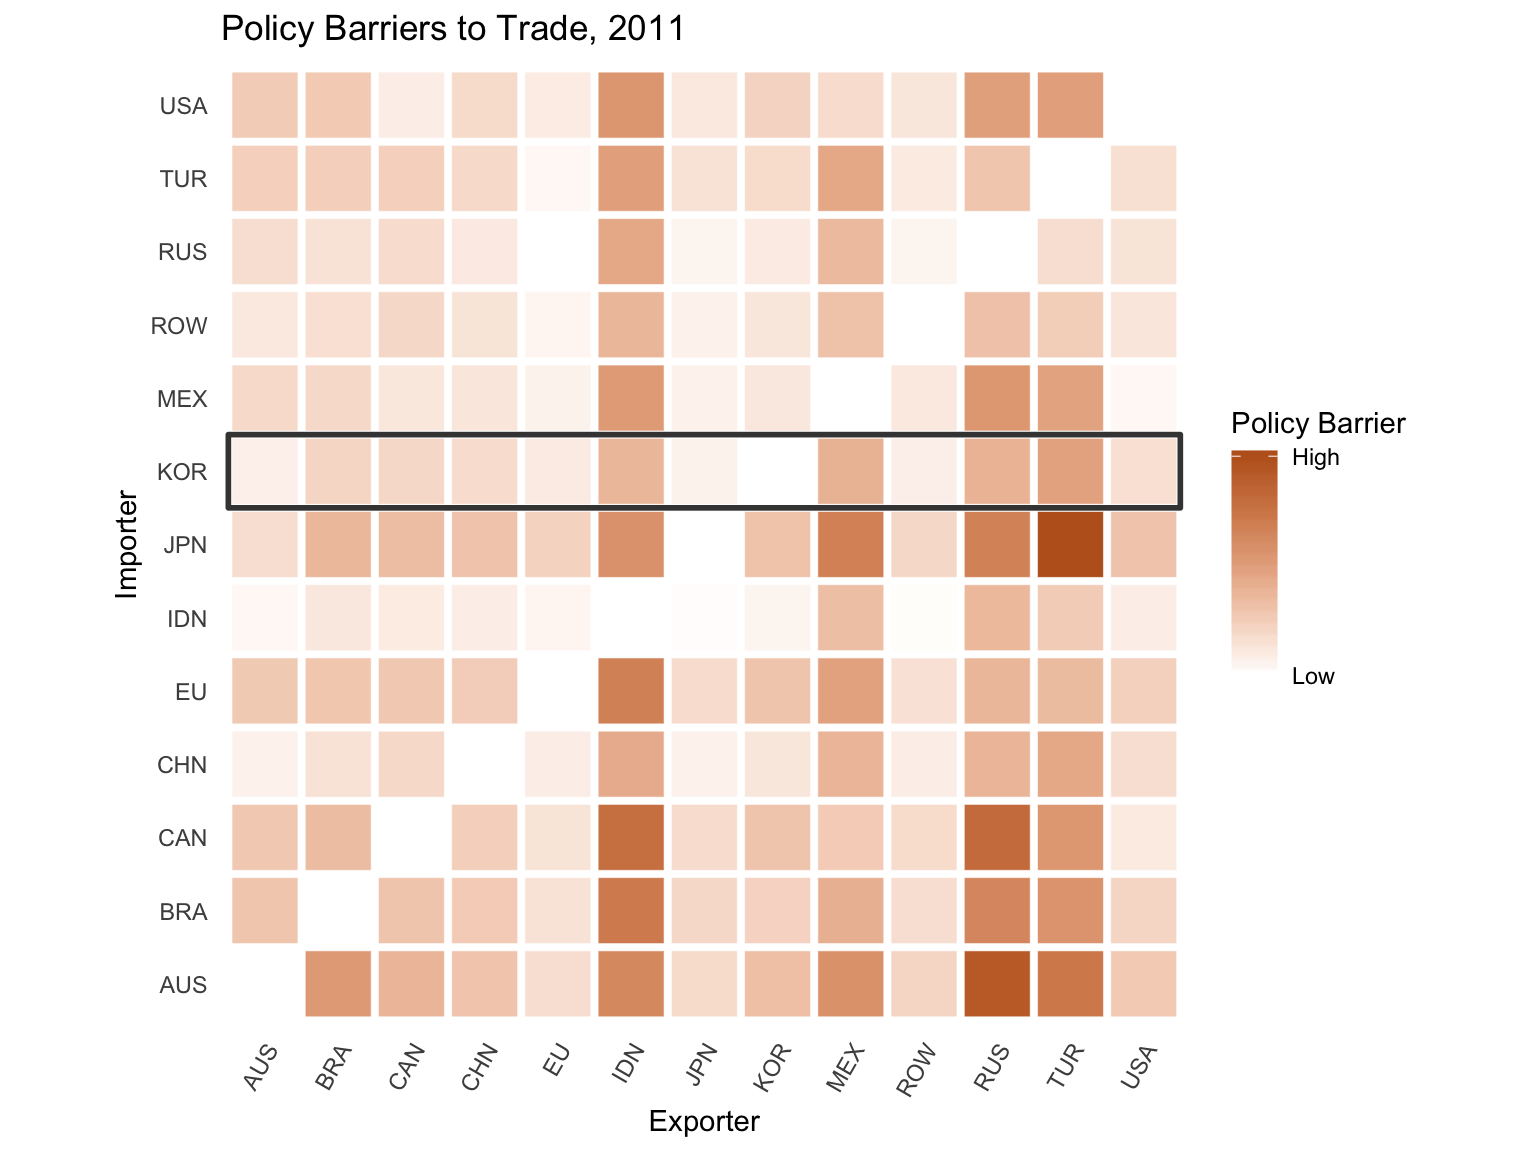 Policy Barriers to Trade, 2011
USA
TUR
RUS
ROW
MEX
KOR
JPN
IDN
EU
CHN
CAN
BRA
AUS
Importer
AUS
BRA
CAN
CHN
EU
IDN
JPN
KOR
MEX
ROW
RUS
TUR
USA
Exporter
Policy Barrier
High
Low